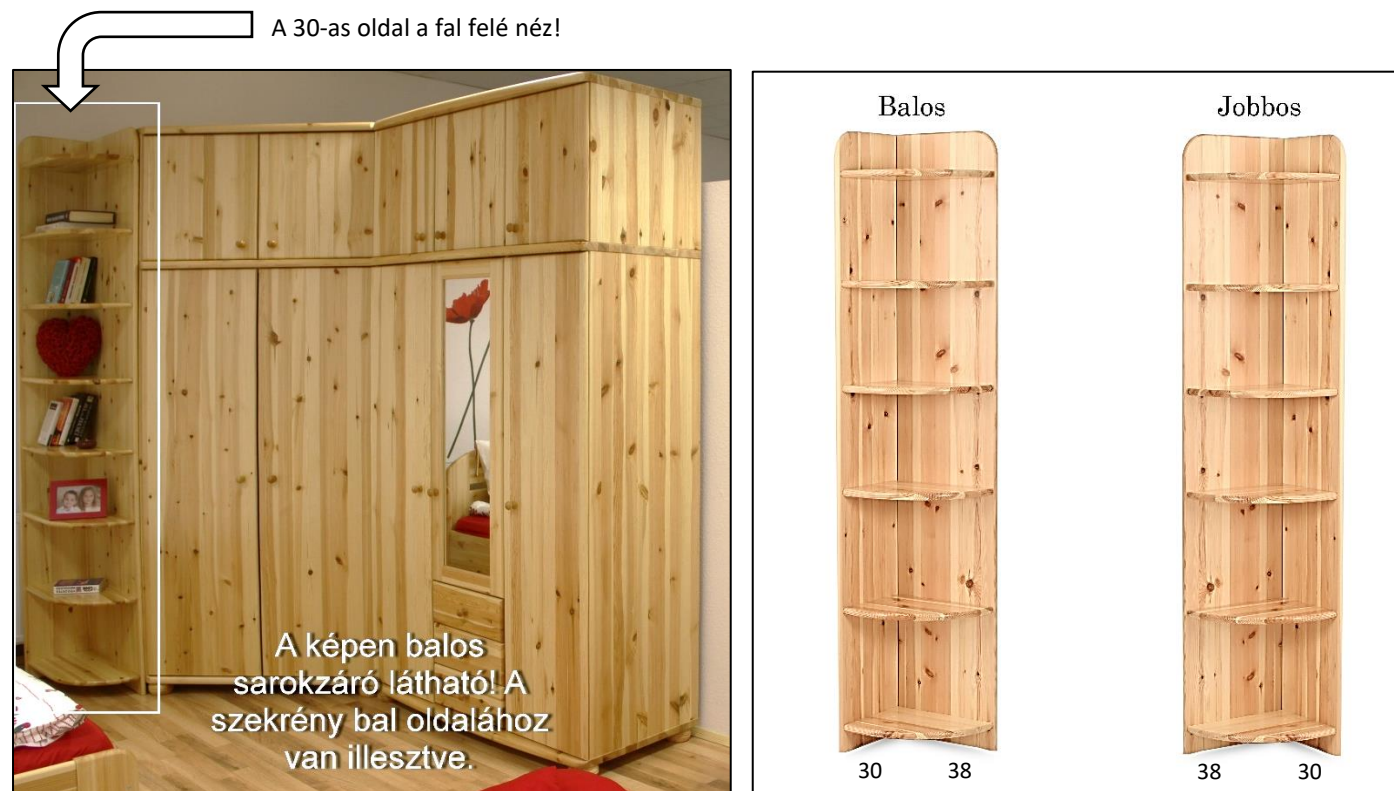 A 30-as oldal a fal felé néz!
A képen balos
sarokzáró látható! A
szekrény bal oldalához
van illesztve.
Balos
Jobbos
30
38
38
30